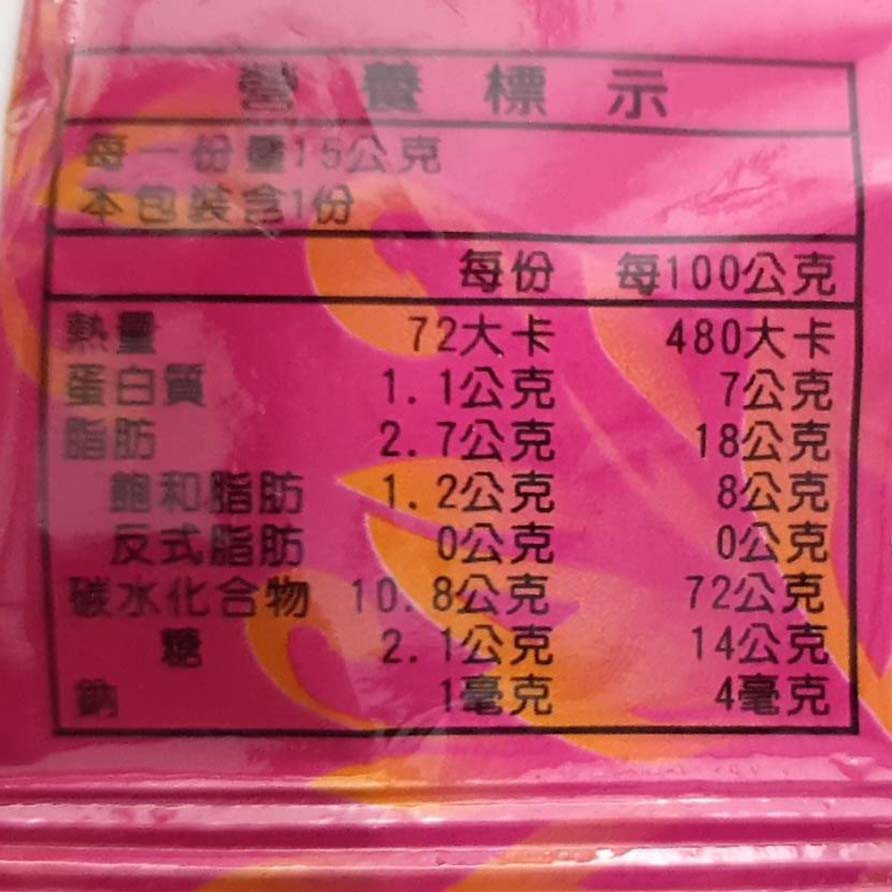 營養標示
每一份量15公克
本包裝含1份
每份 每100公克
熱量 72大卡 480大卡
蛋白質 1.1公克 7公克
脂肪 2.7公克 18公克
飽和脂肪 1.2公克 8公克
反式脂肪 0公克 0公克
碳水化合物 10.8公克 72公克
糖 2.1公克 14公克
鈉 1毫克 4毫克